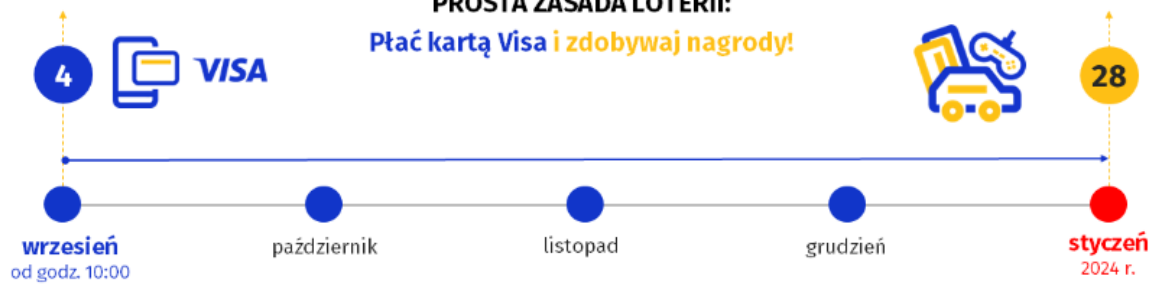 PROSTA ZASADA LOTERII:
Płać kartą Visa i zdobywaj nagrody!
4
VISA
28
wrzesień
od godz. 10:00
październik
listopad
grudzień
styczeń
2024 r.